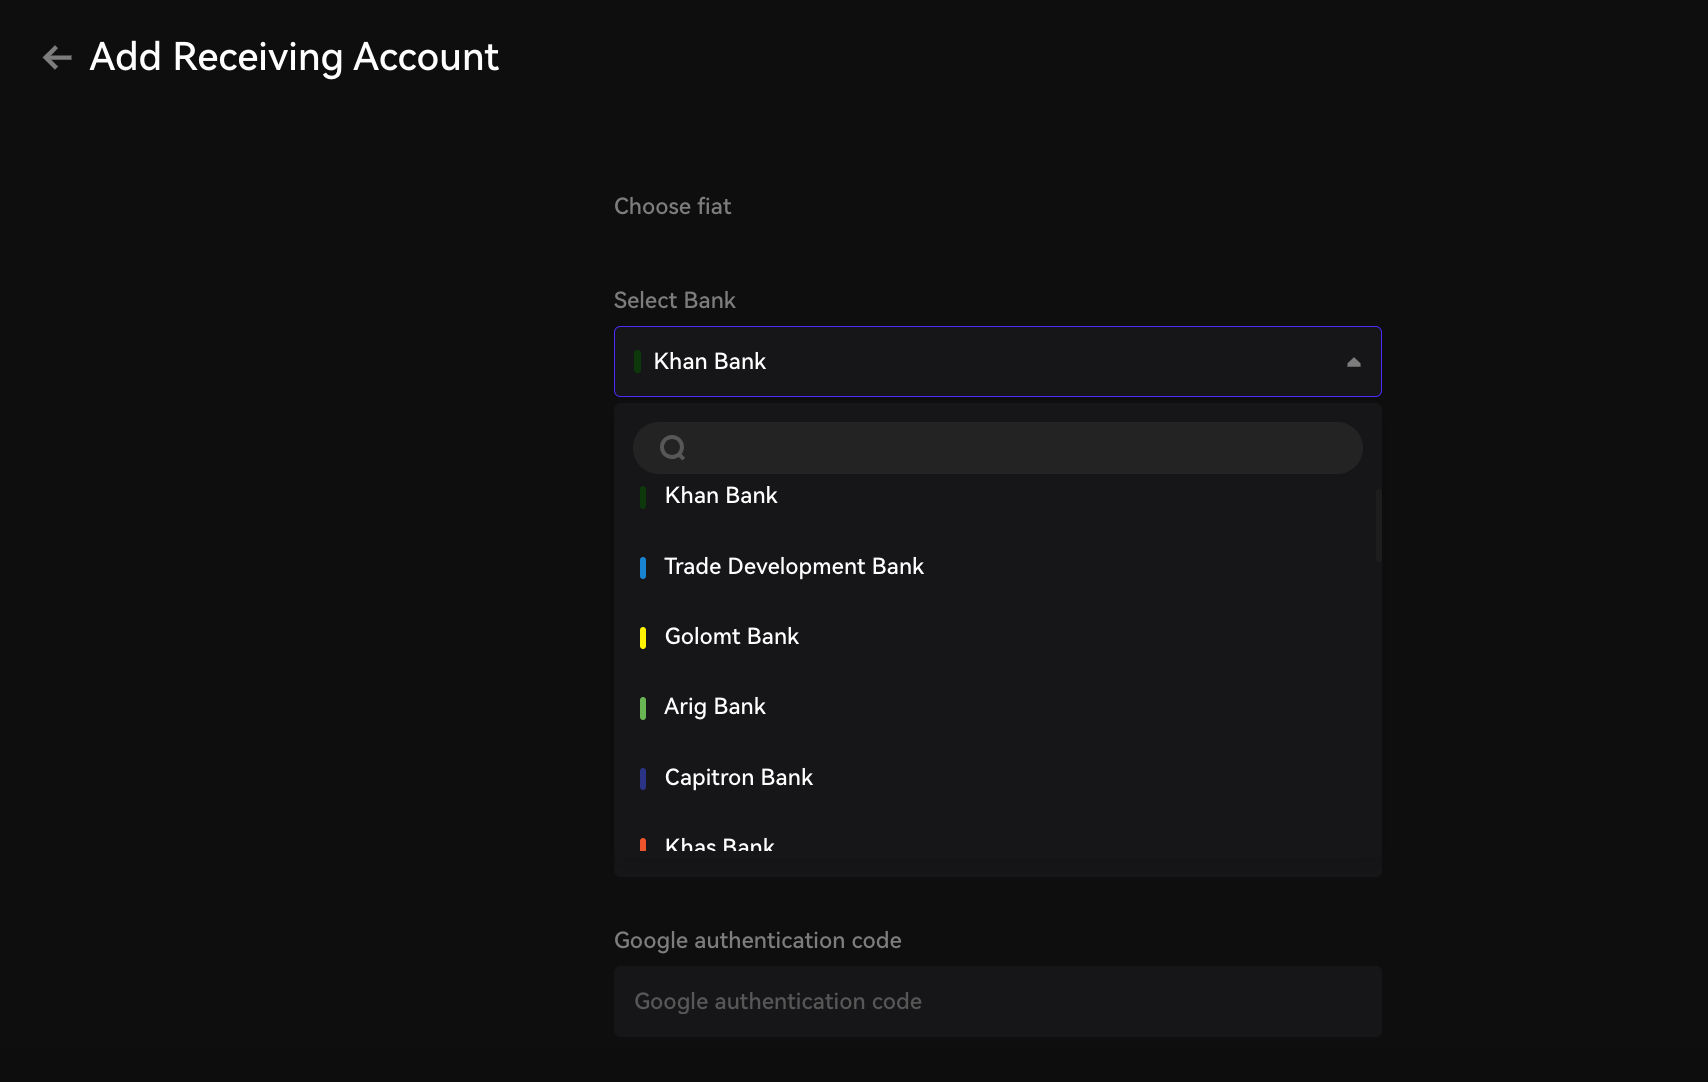 Add Receiving Account
Choose fiat
Select Bank
Khan Bank
Khan Bank
Trade Development Bank
Golomt Bank
Arig Bank
Capitron Bank
Khas Bank
Google authentication code
Google authentication code